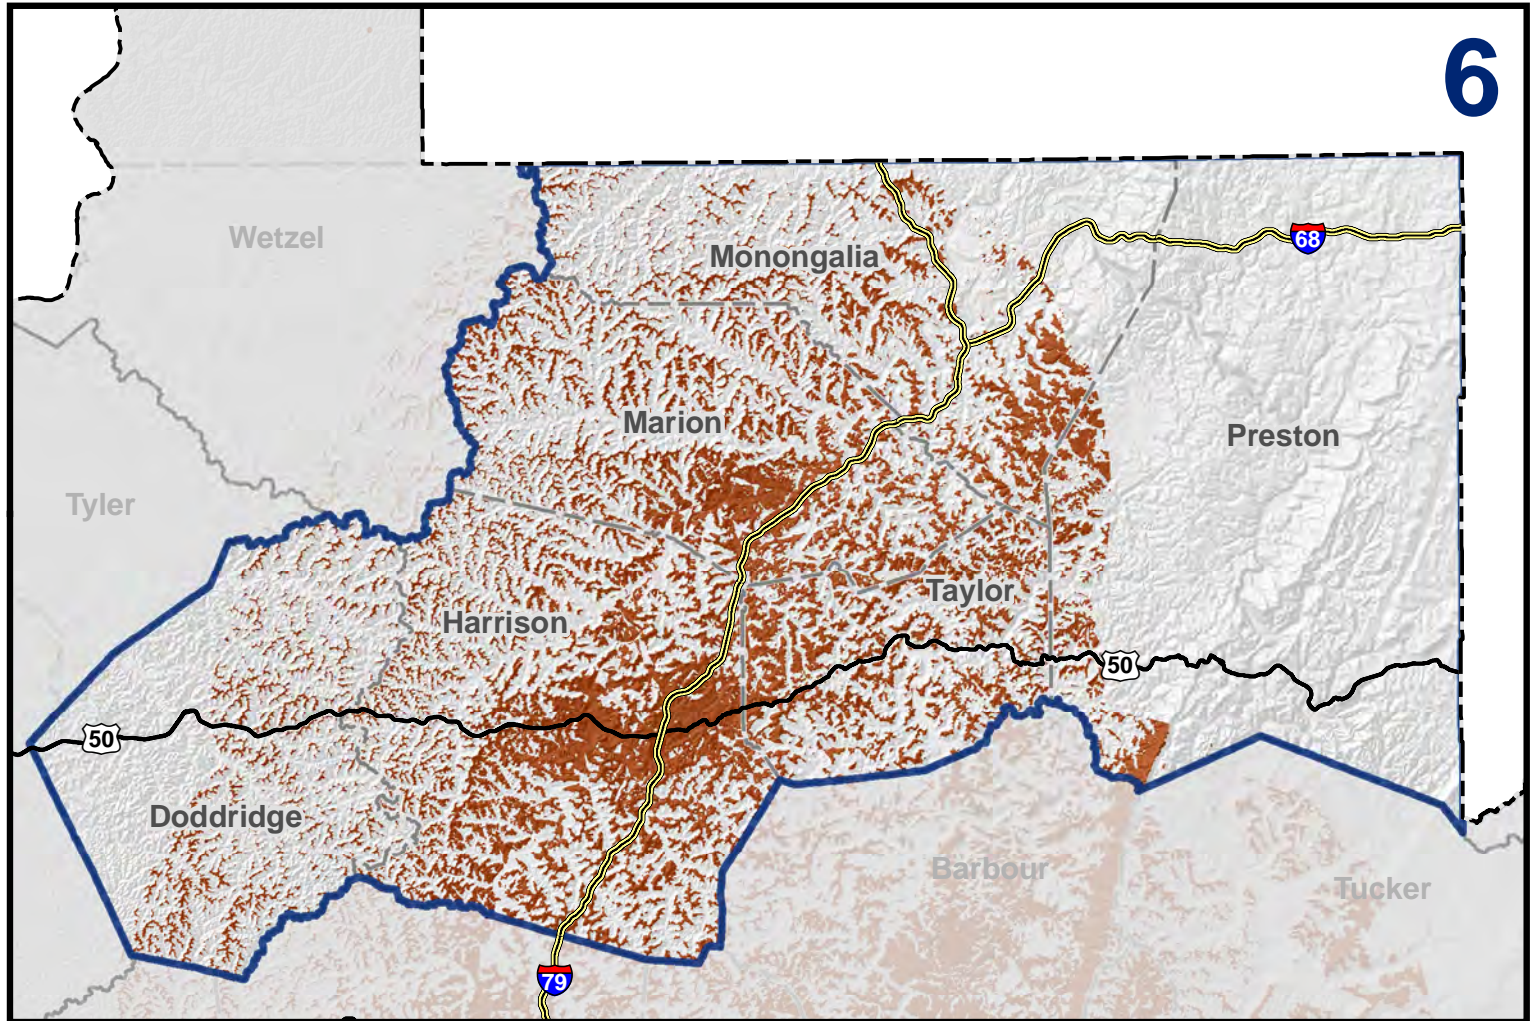 6
Wetzel
68
Monongalia
Marion
Preston
Tyler
Taylor
Harrison
50
50
Doddridge
Barbour
Tucker
79